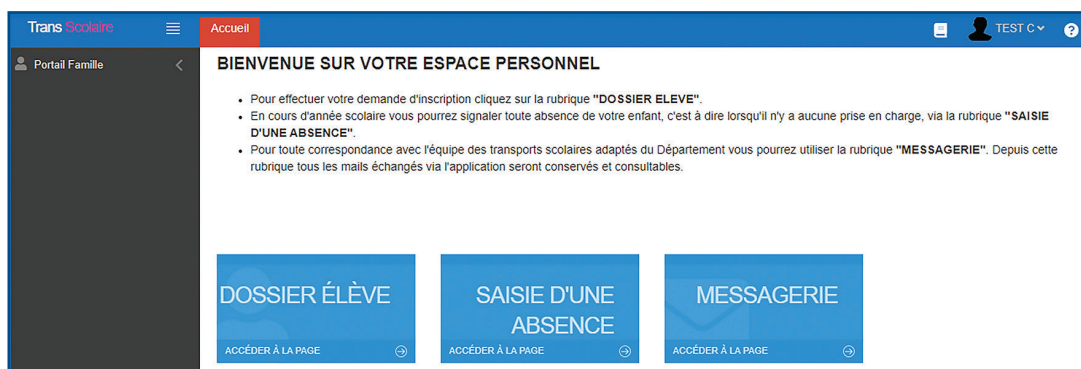 Trans Scolaire
Accueil
TEST C
?
Portail Famille
BIENVENUE SUR VOTRE ESPACE PERSONNEL
• Pour effectuer votre demande d'inscription cliquez sur la rubrique "DOSSIER ELEVE".
• En cours d'année scolaire vous pourrez signaler toute absence de votre enfant, c'est à dire lorsqu'il n'y a aucune prise en charge, via la rubrique "SAISIE
D'UNE ABSENCE".
• Pour toute correspondance avec l'équipe des transports scolaires adaptés du Département vous pourrez utiliser la rubrique "MESSAGERIE". Depuis cette
rubrique tous les mails échangés via l'application seront conservés et consultables.
DOSSIER ÉLÈVE
ACCÉDER À LA PAGE
SAISIE D'UNE
ABSENCE
ACCÉDER À LA PAGE
MESSAGERIE
ACCÉDER À LA PAGE